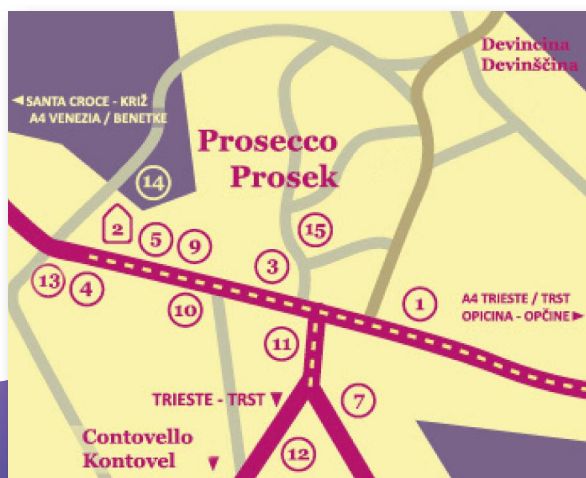 Devincina
Devinščina
◄ SANTA CROCE - KRIŽ
A4 VENEZIA / BENETKE
Prosecco
Prosek
14
2
5
9
15
3
13
4
10
1
A4 TRIESTE / TRST
OPICINA - OPČINE ►
11
TRIESTE - TRST ▼
7
Contovello
Kontovel ▼
12